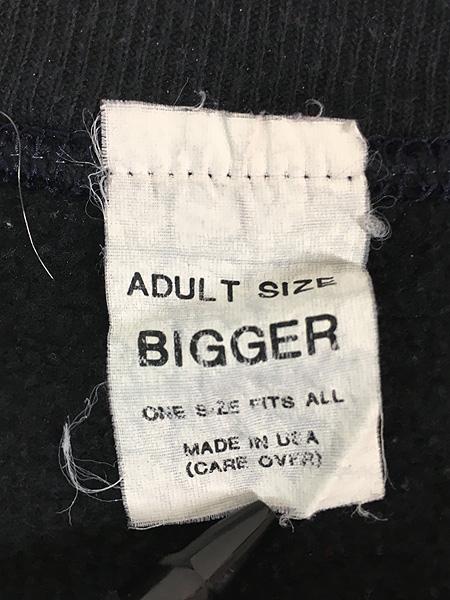 ADULT SIZE
BIGGER
ONE SIZE FITS ALL
MADE IN USA
(CARE OVER)